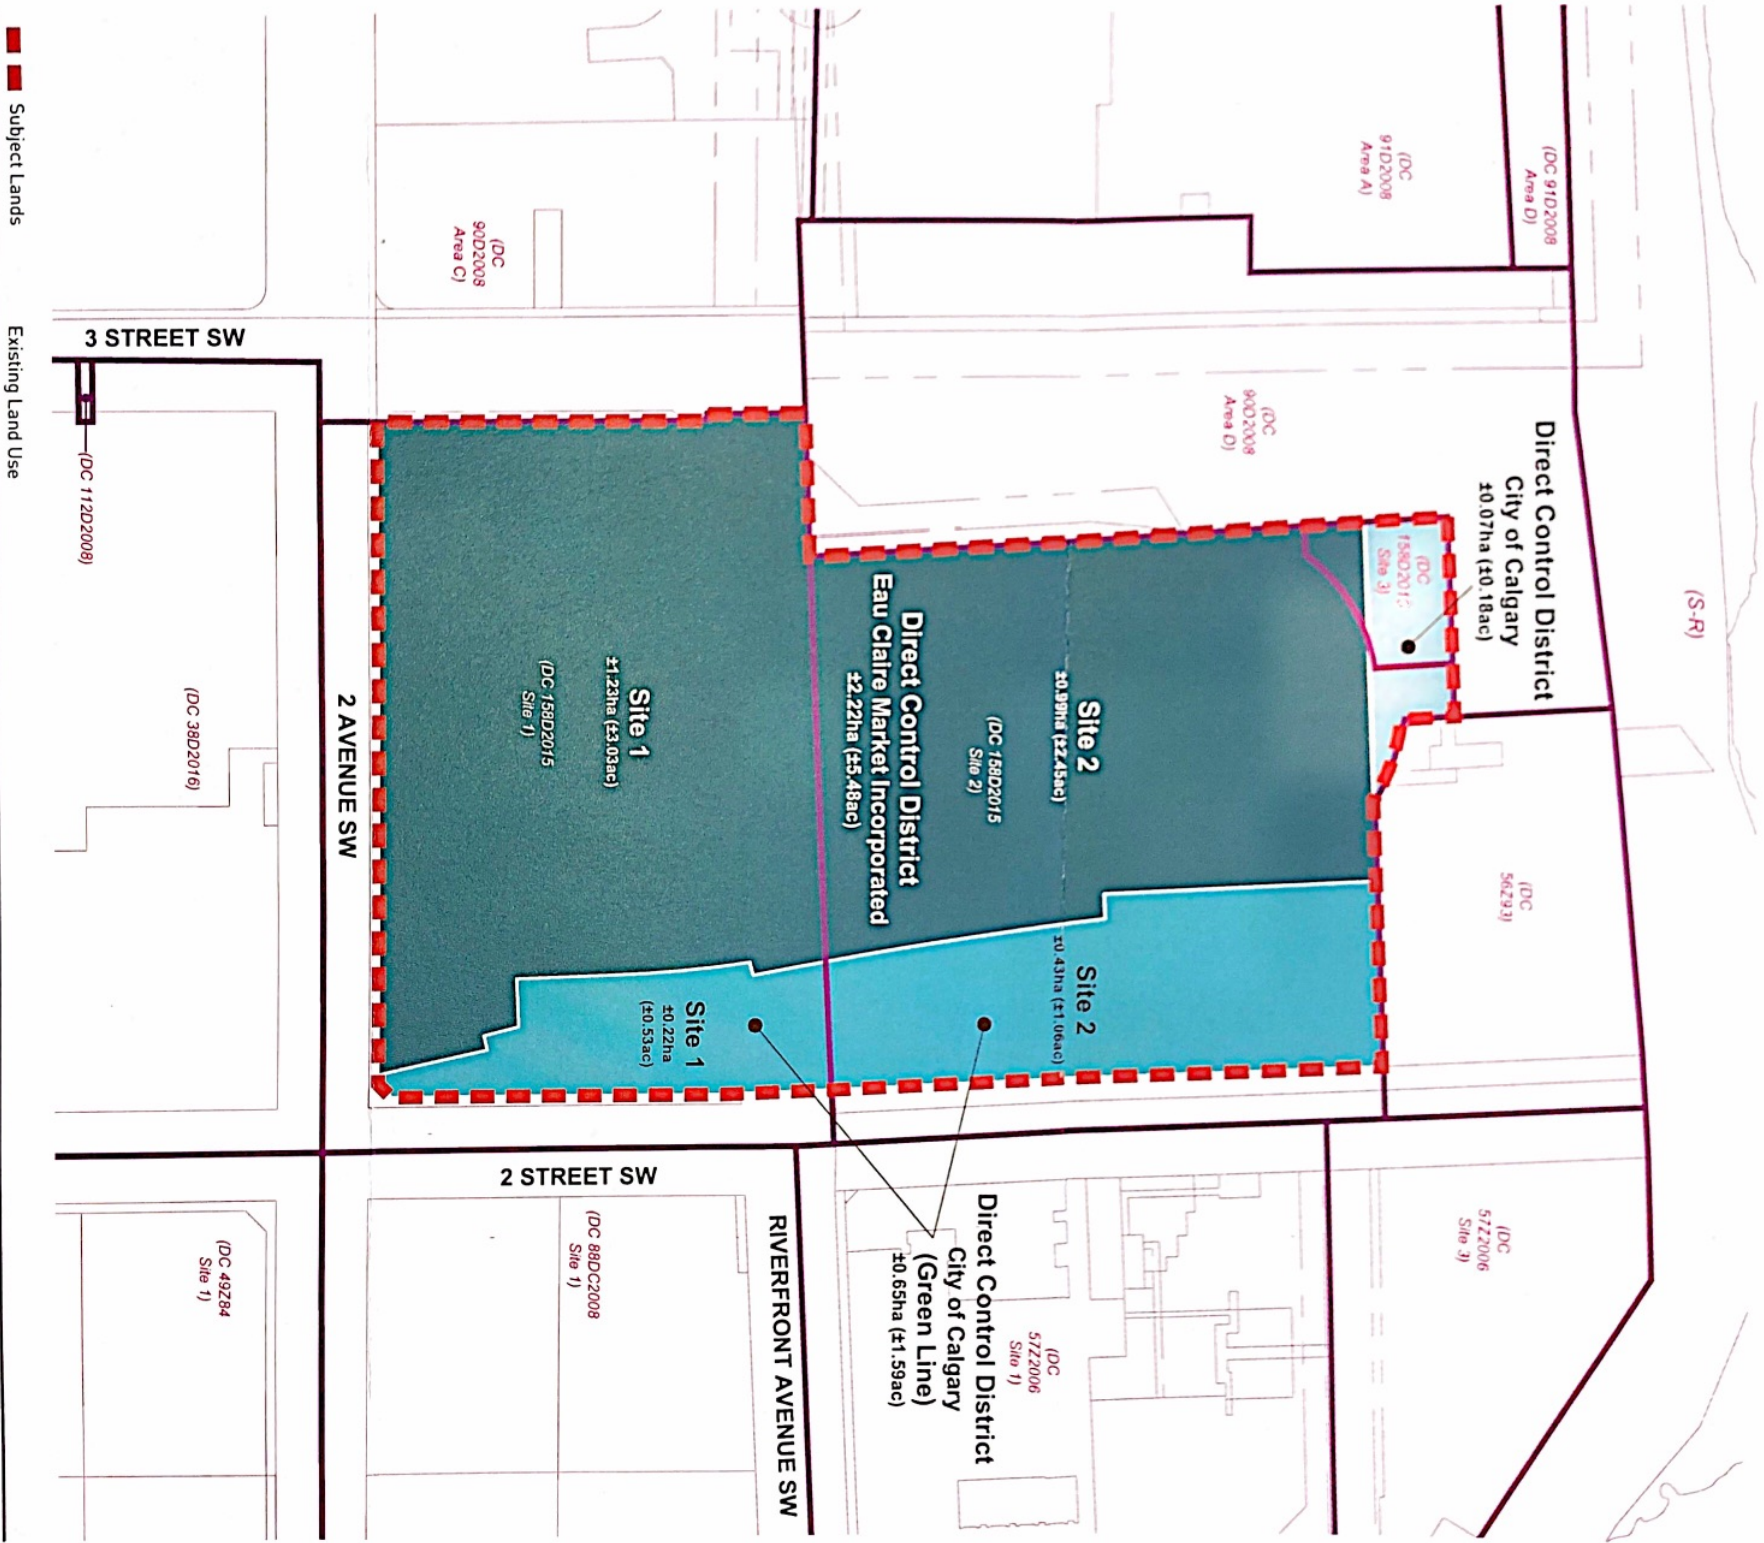 (S-R)
(DC 91D2008
Area D)
(DC
91D2008
Area A)
Direct Control District
City of Calgary
±0.07ha (±0.18ac)
(DC
56Z93)
(DC
57Z2006
Site 3)
(DC
Site 3)
(DC
90D2008
Area D)
Site 2
±0.99ha (±2.45ac)
(DC 158D2015
Site 2)
Site 2
±0.43ha (±1.06ac)
Direct Control District
Eau Claire Market Incorporated
±2.22ha (±5.48ac)
(DC
57Z2006
Site 1)
Direct Control District
City of Calgary
(Green Line)
±0.65ha (±1.59ac)
RIVERFRONT AVENUE SW
(DC
90D2008
Area C)
Site 1
±1.23ha (±3.03ac)
(DC 158D2015
Site 1)
Site 1
±0.22ha
(±0.53ac)
2 STREET SW
(DC 88DC2008
Site 1)
3 STREET SW
2 AVENUE SW
(DC 112D2008)
(DC 38D2016)
(DC 49Z84
Site 1)
Subject Lands
Existing Land Use